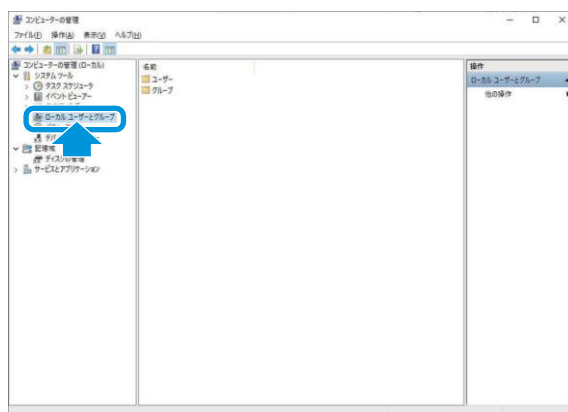 コンピューターの管理
ファイル(F) 操作(A) 表示(V) ヘルプ(H)
コンピューターの管理 (ローカル)
システム ツール
タスク スケジューラ
イベント ビューアー
ローカル ユーザーとグループ
記憶域
ディスクの管理
サービスとアプリケーション
名前
ユーザー
グループ
操作
ローカル ユーザーとグループ
他の操作